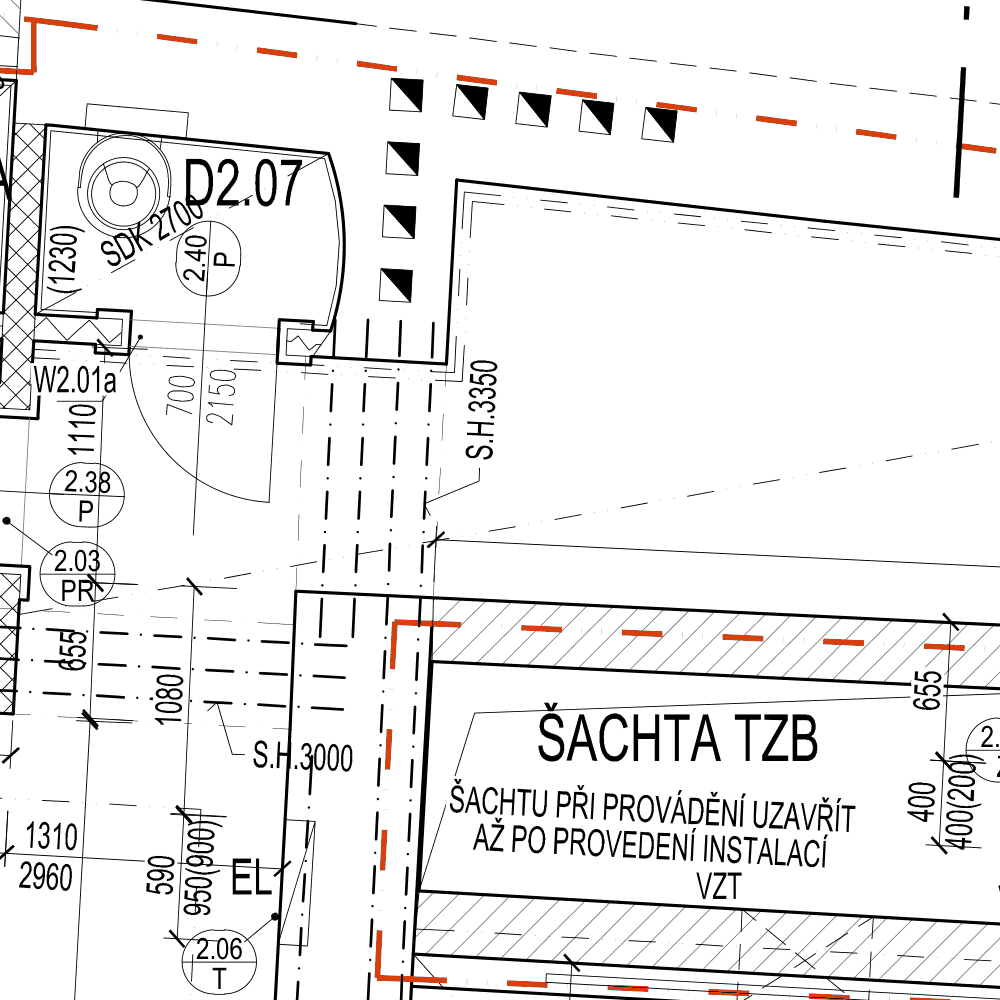 D2.07
SDK 2700
(1230)
2.40
P
W2.01a
700
2150
1110
S.H.3350
2.38
P
2.03
PR
655
1080
S.H.3000
655
ŠACHTA TZB
ŠACHTU PŘI PROVÁDĚNÍ UZAVŘÍT
AŽ PO PROVEDENÍ INSTALACÍ
VZT
400
400(200)
1310
2960
590
950(900)
EL
2.06
T